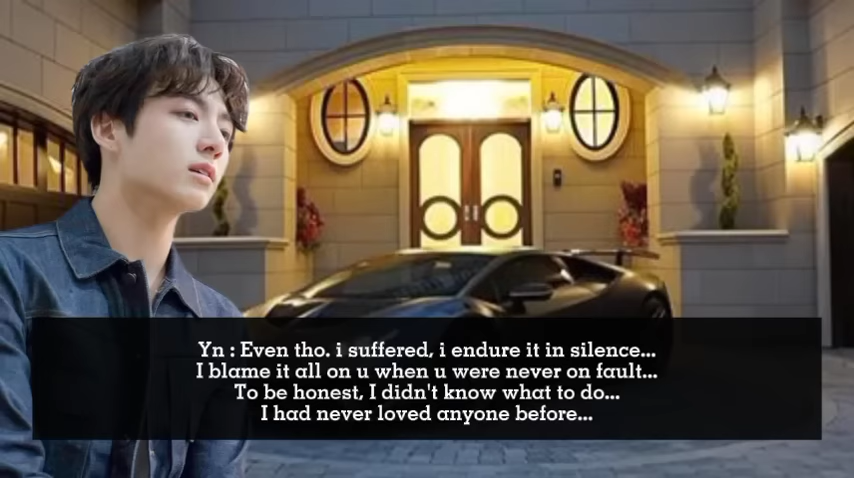 Yn : Even tho. i suffered, i endure it in silence...
I blame it all on u when u were never on fault...
To be honest, I didn't know what to do...
I had never loved anyone before...